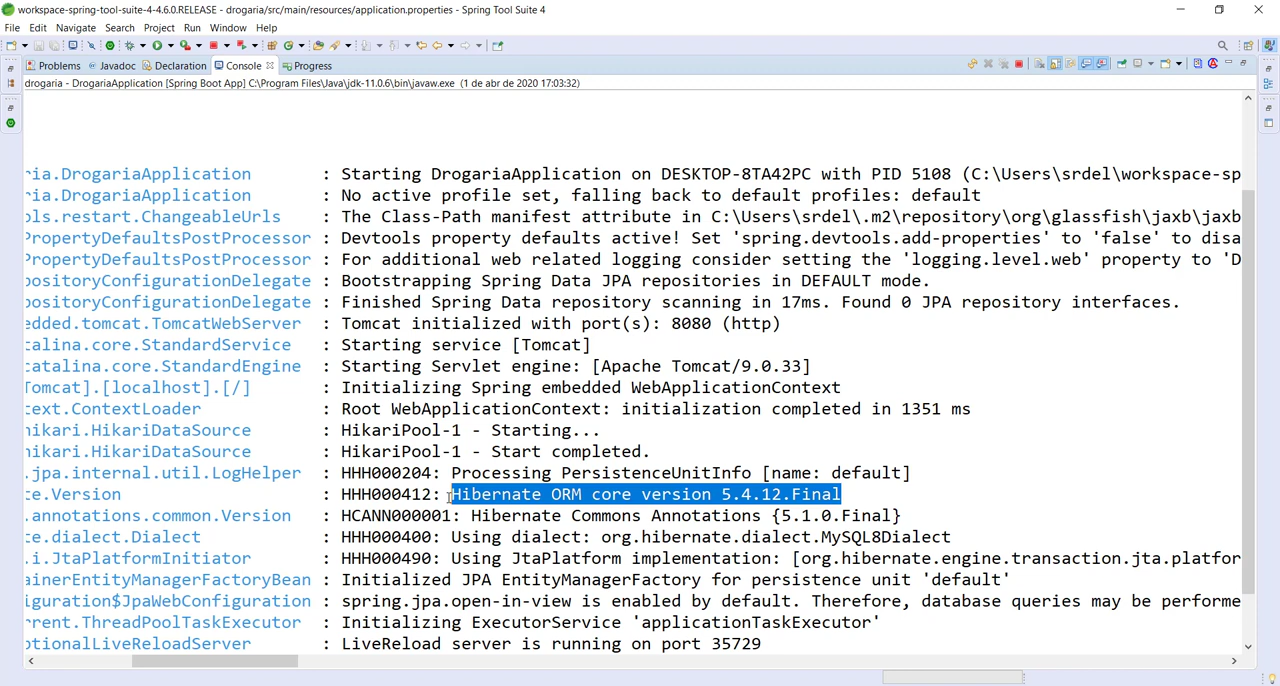 workspace-spring-tool-suite-4-4.6.0.RELEASE - drogaria/src/main/resources/application.properties - Spring Tool Suite 4
File Edit Navigate Search Project Run Window Help
Problems Javadoc Declaration Console Progress
drogaria - DrogariaApplication [Spring Boot App] C:\Program Files\Java\jdk-11.0.6\bin\javaw.exe (1 de abr de 2020 17:03:32)
ria.DrogariaApplication : Starting DrogariaApplication on DESKTOP-8TA42PC with PID 5108 (C:\Users\srdel\workspace-sp
ria.DrogariaApplication : No active profile set, falling back to default profiles: default
ols.restart.ChangeableUrls : The Class-Path manifest attribute in C:\Users\srdel\.m2\repository\org\glassfish\jaxb\jaxb
PropertyDefaultsPostProcessor : Devtools property defaults active! Set 'spring.devtools.add-properties' to 'false' to disa
PropertyDefaultsPostProcessor : For additional web related logging consider setting the 'logging.level.web' property to 'D
positoryConfigurationDelegate : Bootstrapping Spring Data JPA repositories in DEFAULT mode.
positoryConfigurationDelegate : Finished Spring Data repository scanning in 17ms. Found 0 JPA repository interfaces.
edded.tomcat.TomcatWebServer : Tomcat initialized with port(s): 8080 (http)
talina.core.StandardService : Starting service [Tomcat]
catalina.core.StandardEngine : Starting Servlet engine: [Apache Tomcat/9.0.33]
Tomcat].[localhost].[/] : Initializing Spring embedded WebApplicationContext
text.ContextLoader : Root WebApplicationContext: initialization completed in 1351 ms
hikari.HikariDataSource : HikariPool-1 - Starting...
hikari.HikariDataSource : HikariPool-1 - Start completed.
.jpa.internal.util.LogHelper : HHH000204: Processing PersistenceUnitInfo [name: default]
te.Version : HHH000412: Hibernate ORM core version 5.4.12.Final
.annotations.common.Version : HCANN000001: Hibernate Commons Annotations {5.1.0.Final}
te.dialect.Dialect : HHH000400: Using dialect: org.hibernate.dialect.MySQL8Dialect
.i.JtaPlatformInitiator : HHH000490: Using JtaPlatform implementation: [org.hibernate.engine.transaction.jta.platfor
ainerEntityManagerFactoryBean : Initialized JPA EntityManagerFactory for persistence unit 'default'
iguration$JpaWebConfiguration : spring.jpa.open-in-view is enabled by default. Therefore, database queries may be performe
rrent.ThreadPoolTaskExecutor : Initializing ExecutorService 'applicationTaskExecutor'
ptionalLiveReloadServer : LiveReload server is running on port 35729